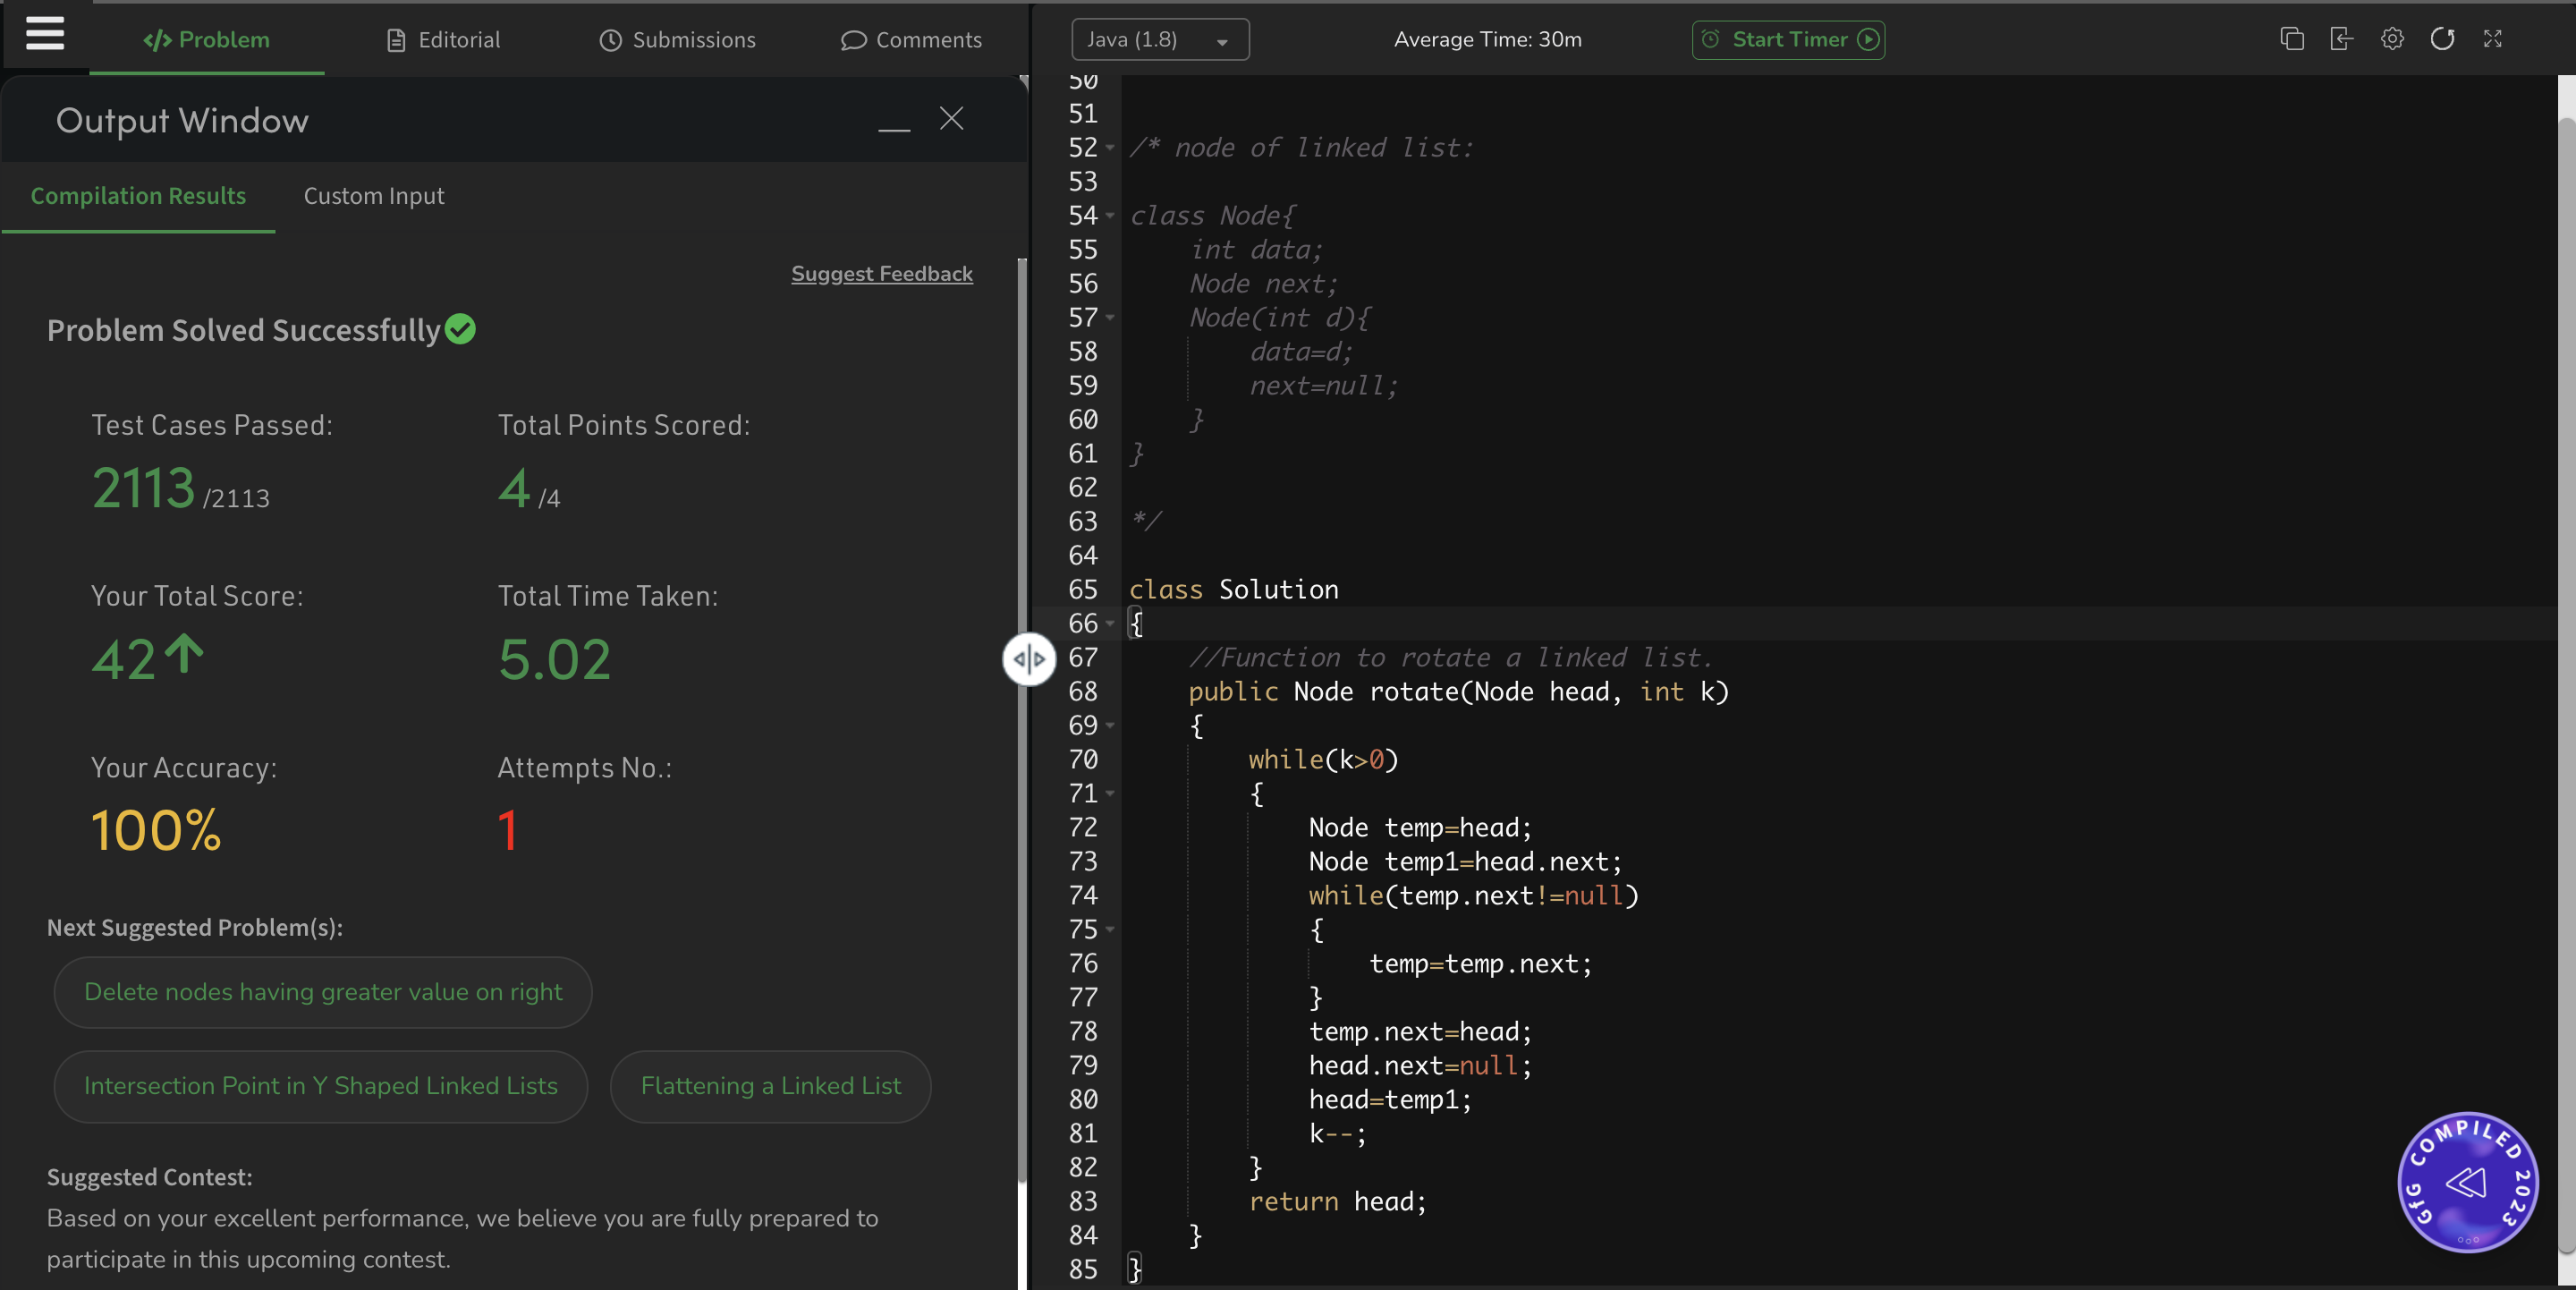 Problem
Editorial
Submissions
Comments
Java (1.8)
Average Time: 30m
Start Timer
Output Window
Compilation Results
Custom Input
Suggest Feedback
Problem Solved Successfully
Test Cases Passed:
2113 /2113
Total Points Scored:
4 /4
Your Total Score:
42
Total Time Taken:
5.02
Your Accuracy:
100%
Attempts No.:
1
Next Suggested Problem(s):
Delete nodes having greater value on right
Intersection Point in Y Shaped Linked Lists
Flattening a Linked List
Suggested Contest:
Based on your excellent performance, we believe you are fully prepared to
participate in this upcoming contest.
50
51
52 /* node of linked list:
53
54 class Node{
55 int data;
56 Node next;
57 Node(int d){
58 data=d;
59 next=null;
60 }
61 }
62
63 */
64
65 class Solution
66 {
67 //Function to rotate a linked list.
68 public Node rotate(Node head, int k)
69 {
70 while(k>0)
71 {
72 Node temp=head;
73 Node temp1=head.next;
74 while(temp.next!=null)
75 {
76 temp=temp.next;
77 }
78 temp.next=head;
79 head.next=null;
80 head=temp1;
81 k--;
82 }
83 return head;
84 }
85 }
GfG COMPILED 2023